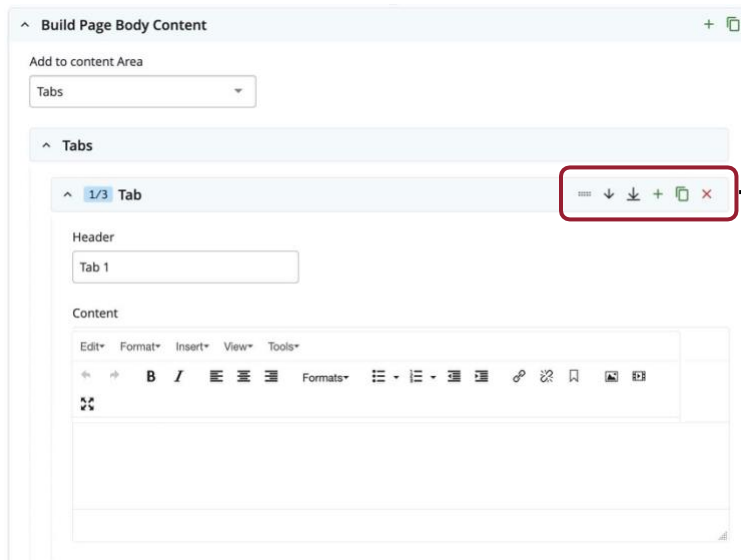 Build Page Body Content
Add to content Area
Tabs
Tabs
1/3 Tab
Header
Tab 1
Content
Edit Format Insert View Tools
B I Formats